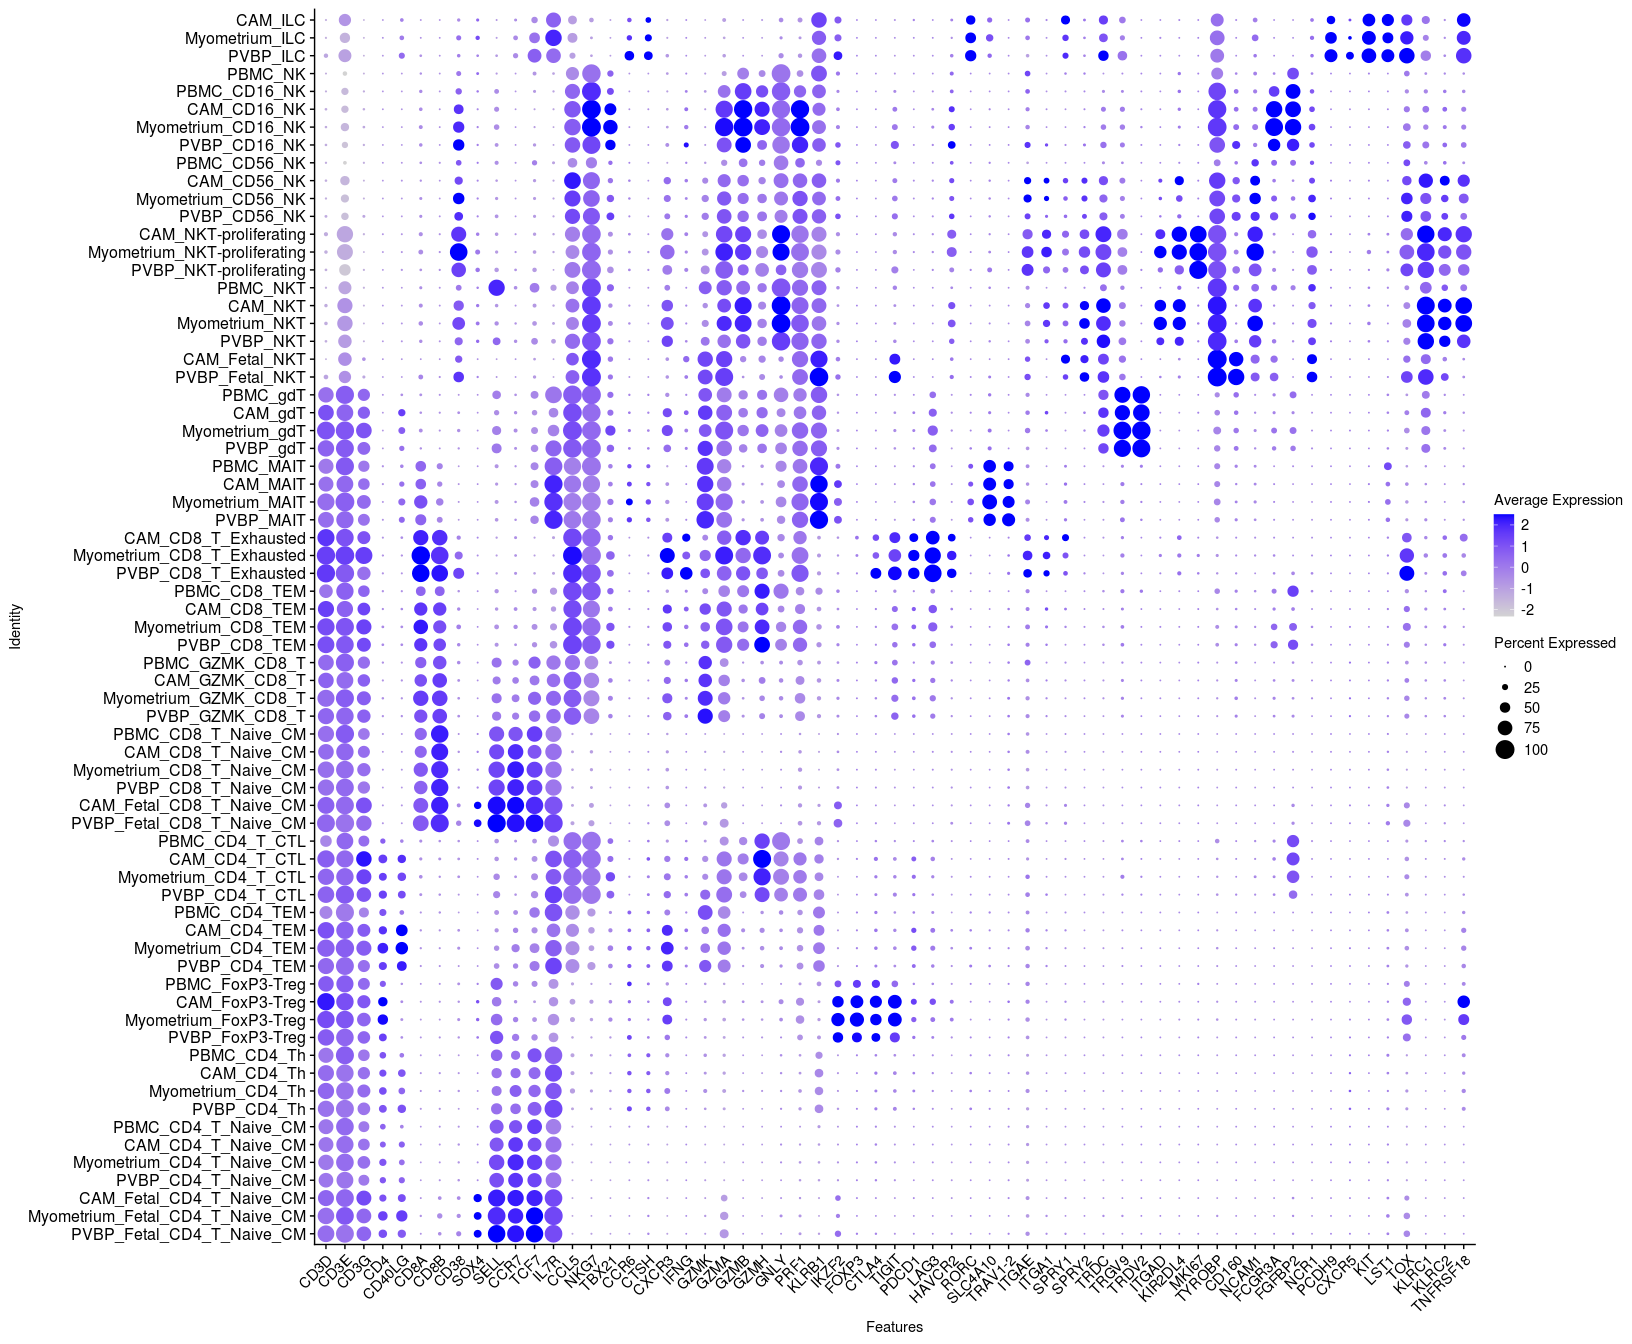 CAM_ILC
Myometrium_ILC
PVBP_ILC
PBMC_NK
PBMC_CD16_NK
CAM_CD16_NK
Myometrium_CD16_NK
PVBP_CD16_NK
PBMC_CD56_NK
CAM_CD56_NK
Myometrium_CD56_NK
PVBP_CD56_NK
CAM_NKT-proliferating
Myometrium_NKT-proliferating
PVBP_NKT-proliferating
PBMC_NKT
CAM_NKT
Myometrium_NKT
PVBP_NKT
CAM_Fetal_NKT
PVBP_Fetal_NKT
PBMC_gdT
CAM_gdT
Myometrium_gdT
PVBP_gdT
PBMC_MAIT
CAM_MAIT
Myometrium_MAIT
PVBP_MAIT
CAM_CD8_T_Exhausted
Myometrium_CD8_T_Exhausted
PVBP_CD8_T_Exhausted
PBMC_CD8_TEM
CAM_CD8_TEM
Myometrium_CD8_TEM
PVBP_CD8_TEM
PBMC_GZMK_CD8_T
CAM_GZMK_CD8_T
Myometrium_GZMK_CD8_T
PVBP_GZMK_CD8_T
PBMC_CD8_T_Naive_CM
CAM_CD8_T_Naive_CM
Myometrium_CD8_T_Naive_CM
PVBP_CD8_T_Naive_CM
CAM_Fetal_CD8_T_Naive_CM
PVBP_Fetal_CD8_T_Naive_CM
PBMC_CD4_T_CTL
CAM_CD4_T_CTL
Myometrium_CD4_T_CTL
PVBP_CD4_T_CTL
PBMC_CD4_TEM
CAM_CD4_TEM
Myometrium_CD4_TEM
PVBP_CD4_TEM
PBMC_FoxP3-Treg
CAM_FoxP3-Treg
Myometrium_FoxP3-Treg
PVBP_FoxP3-Treg
PBMC_CD4_Th
CAM_CD4_Th
Myometrium_CD4_Th
PVBP_CD4_Th
PBMC_CD4_T_Naive_CM
CAM_CD4_T_Naive_CM
Myometrium_CD4_T_Naive_CM
PVBP_CD4_T_Naive_CM
CAM_Fetal_CD4_T_Naive_CM
Myometrium_Fetal_CD4_T_Naive_CM
PVBP_Fetal_CD4_T_Naive_CM
Identity
CD3D
CD3E
CD3G
CD4
CD40LG
CD8A
CD8B
CD38
SOX4
SELL
CCR7
TCF7
IL7R
CCL5
NKG7
TBX21
CCR6
CTSH
CXCR3
IFNG
GZMK
GZMA
GZMB
GZMH
GNLY
PRF1
KLRB1
IKZF2
FOXP3
CTLA4
TIGIT
PDCD1
LAG3
HAVCR2
RORC
SLC4A10
TRAV1-2
ITGAE
ITGA1
SPRY1
SPRY2
TRDC
TRGV9
TRDV2
ITGAD
KIR2DL4
MKI67
TYROBP
CD160
NCAM1
FCGR3A
FGFBP2
NCR1
PCDH9
CXCR5
KIT
LST1
TOX
KLRC1
KLRC2
TNFRSF18
Features
Average Expression
2
1
0
-1
-2
Percent Expressed
0
25
50
75
100